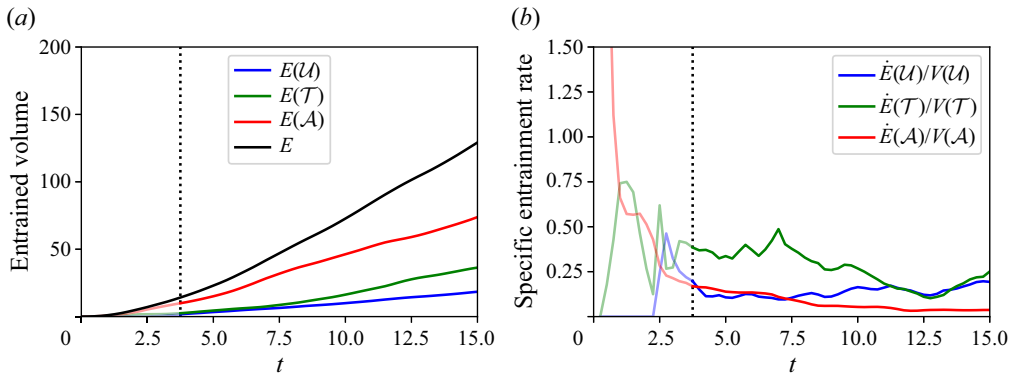 (a)
200
150
100
50
0
2.5
5.0
7.5
10.0
12.5
15.0
Entrained volume
t
E(𝒰)
E(𝒯)
E(𝒜)
E
(b)
1.50
1.25
1.00
0.75
0.50
0.25
0
2.5
5.0
7.5
10.0
12.5
15.0
Specific entrainment rate
t
Ė(𝒰)/V(𝒰)
Ė(𝒯)/V(𝒯)
Ė(𝒜)/V(𝒜)